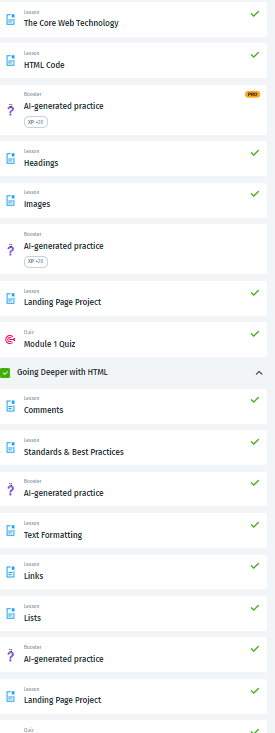 Lesson
The Core Web Technology
Lesson
HTML Code
Booster
PRO
AI-generated practice
XP +20
Lesson
Headings
Lesson
Images
Booster
AI-generated practice
XP +20
Lesson
Landing Page Project
Quiz
Module 1 Quiz
Going Deeper with HTML
Lesson
Comments
Lesson
Standards & Best Practices
Booster
AI-generated practice
Lesson
Text Formatting
Lesson
Links
Lesson
Lists
Booster
AI-generated practice
Lesson
Landing Page Project
Quiz